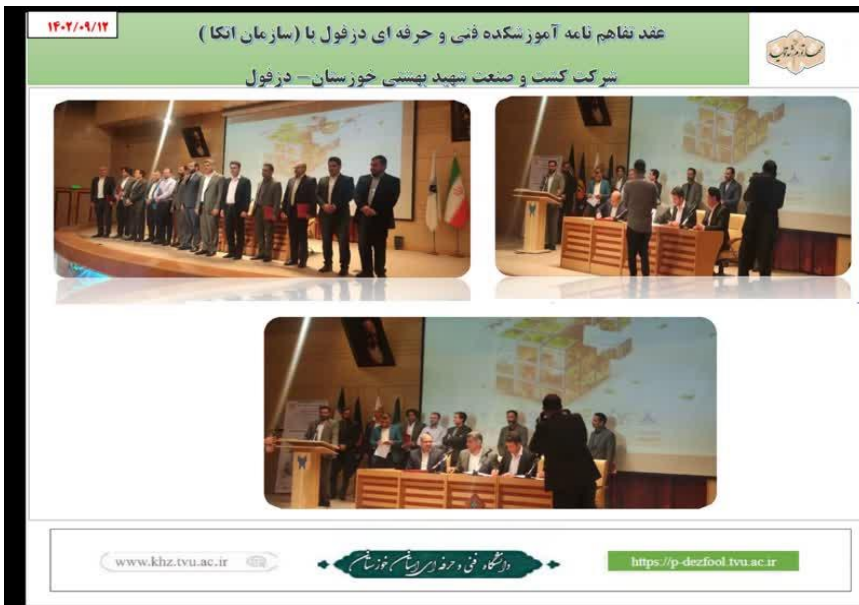 ۱۴۰۲/۰۹/۱۲
عقد تفاهم نامه آموزشکده فنی و حرفه ای دزفول با (سازمان اتکا )
شرکت کشت و صنعت شهید بهشتی خوزستان– دزفول
www.khz.tvu.ac.ir
دانشگاه فنی و حرفه ای استان خوزستان
https://p-dezfool.tvu.ac.ir